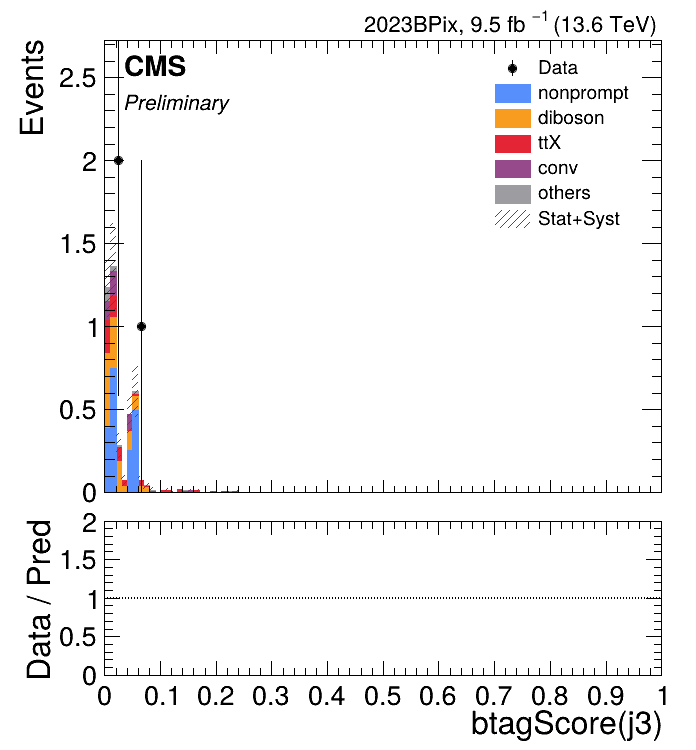 2023BPix, 9.5 fb⁻¹ (13.6 TeV)
CMS
Preliminary
Data
nonprompt
diboson
ttX
conv
others
Stat+Syst
Events
2.5
2
1.5
1
0.5
0
Data / Pred
2
1.5
1
0.5
0
0 0.1 0.2 0.3 0.4 0.5 0.6 0.7 0.8 0.9 1
btagScore(j3)